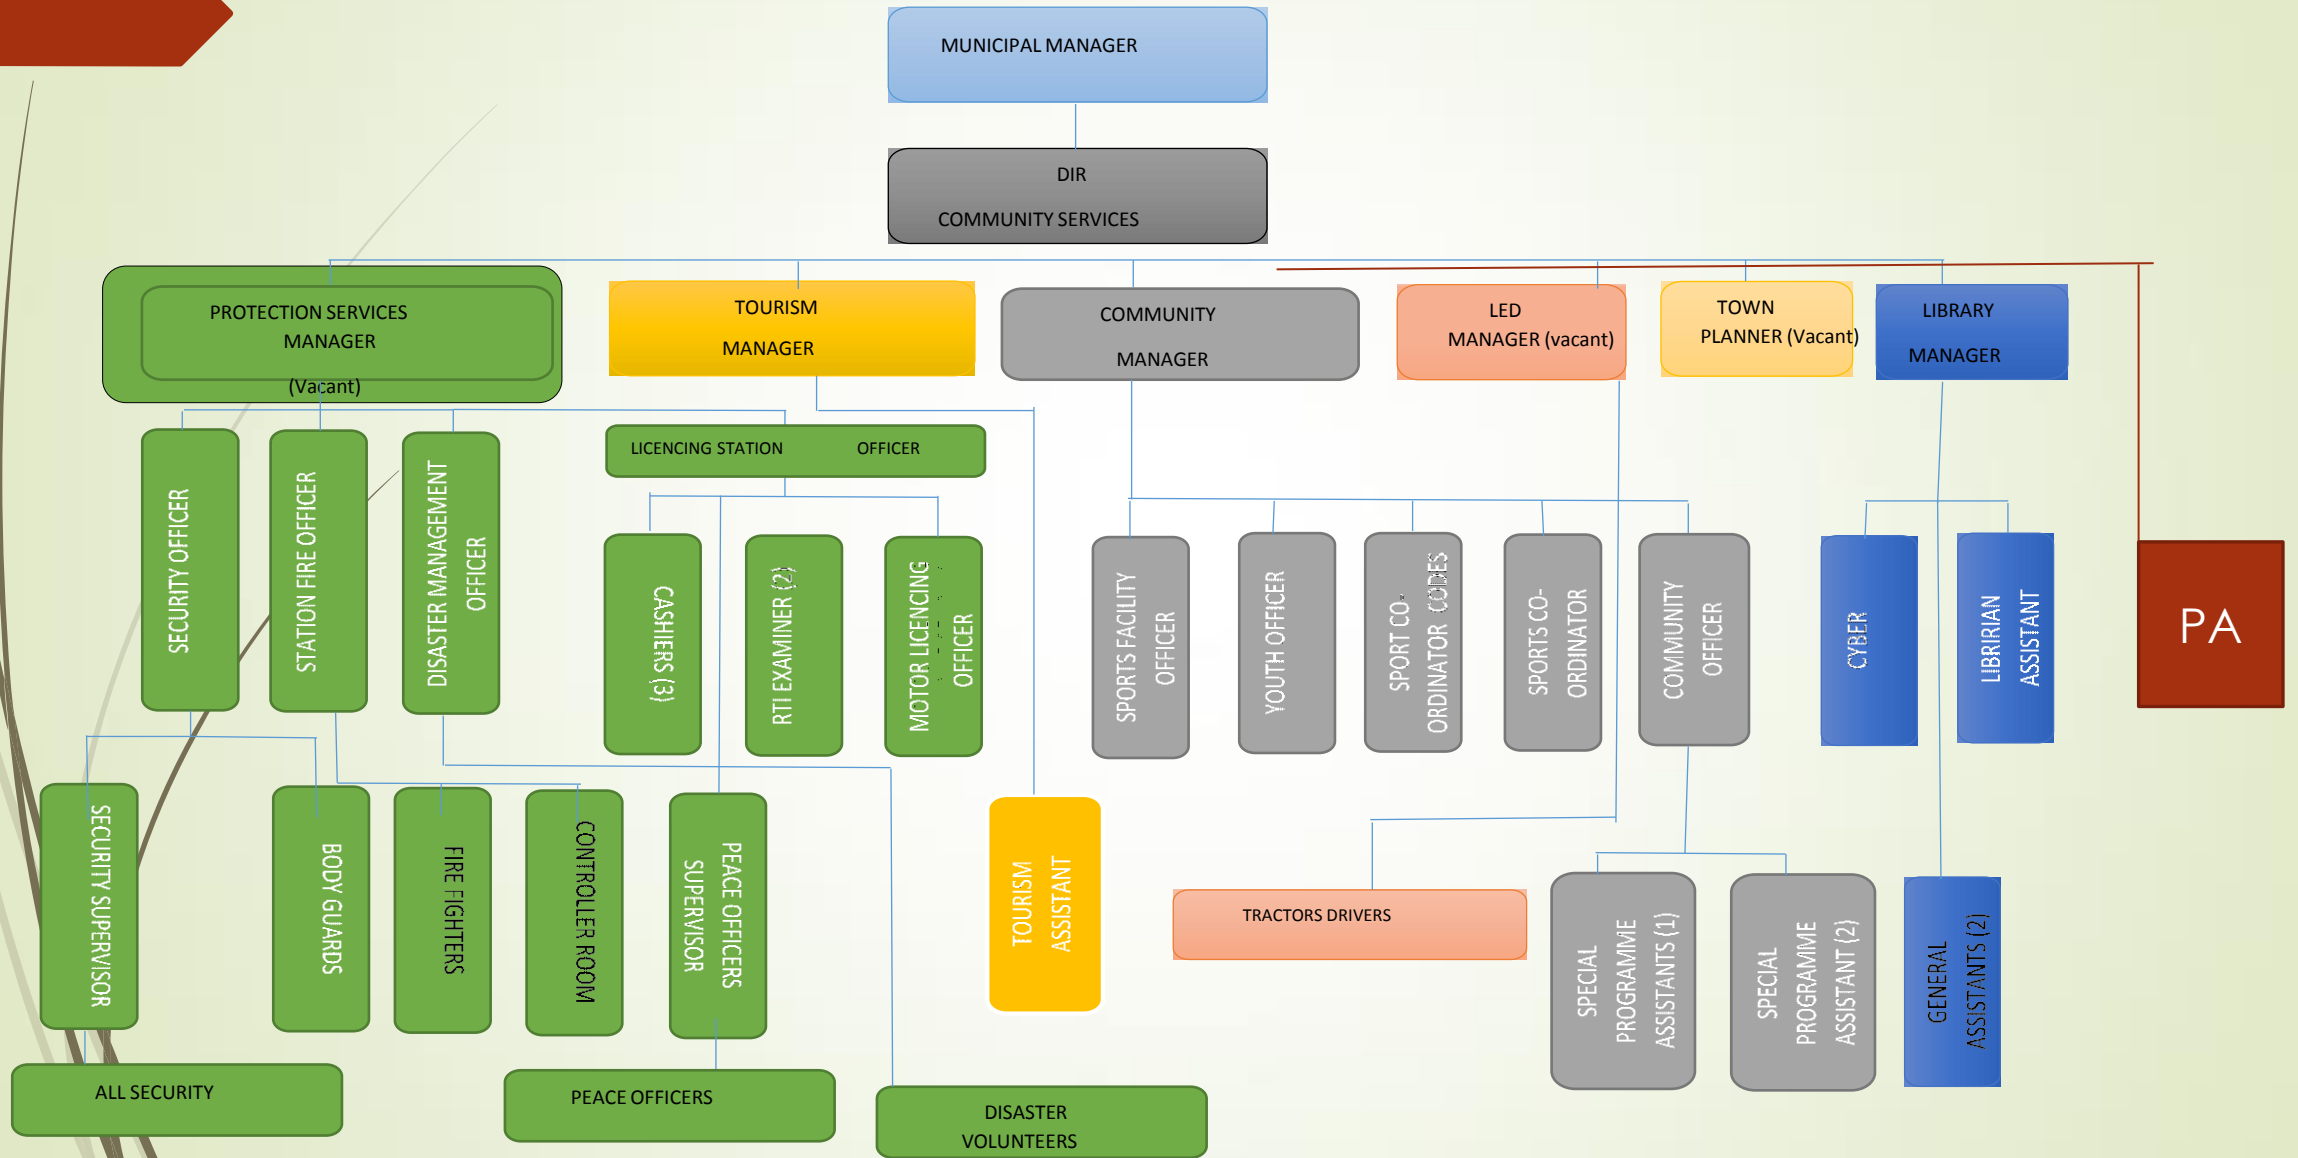 MUNICIPAL MANAGER
DIR
COMMUNITY SERVICES
PROTECTION SERVICES
MANAGER
(Vacant)
TOURISM
MANAGER
COMMUNITY
MANAGER
LED
MANAGER (vacant)
TOWN
PLANNER (Vacant)
LIBRARY
MANAGER
LICENCING STATION OFFICER
SECURITY OFFICER
STATION FIRE OFFICER
DISASTER MANAGEMENT
OFFICER
CASHIERS (3)
RTI EXAMINER (2)
MOTOR LICENCING
OFFICER
SPORTS FACILITY
OFFICER
YOUTH OFFICER
SPORT CO-
ORDINATOR CODES
SPORTS CO-
ORDINATOR
COMMUNITY
OFFICER
CYBER
LIBRIRIAN
ASSISTANT
PA
SECURITY SUPERVISOR
BODY GUARDS
FIRE FIGHTERS
CONTROLLER ROOM
PEACE OFFICERS
SUPERVISOR
TOURISM
ASSISTANT
TRACTORS DRIVERS
SPECIAL
PROGRAMME
ASSISTANTS (1)
SPECIAL
PROGRAMME
ASSISTANT (2)
GENERAL
ASSISTANTS (2)
ALL SECURITY
PEACE OFFICERS
DISASTER
VOLUNTEERS